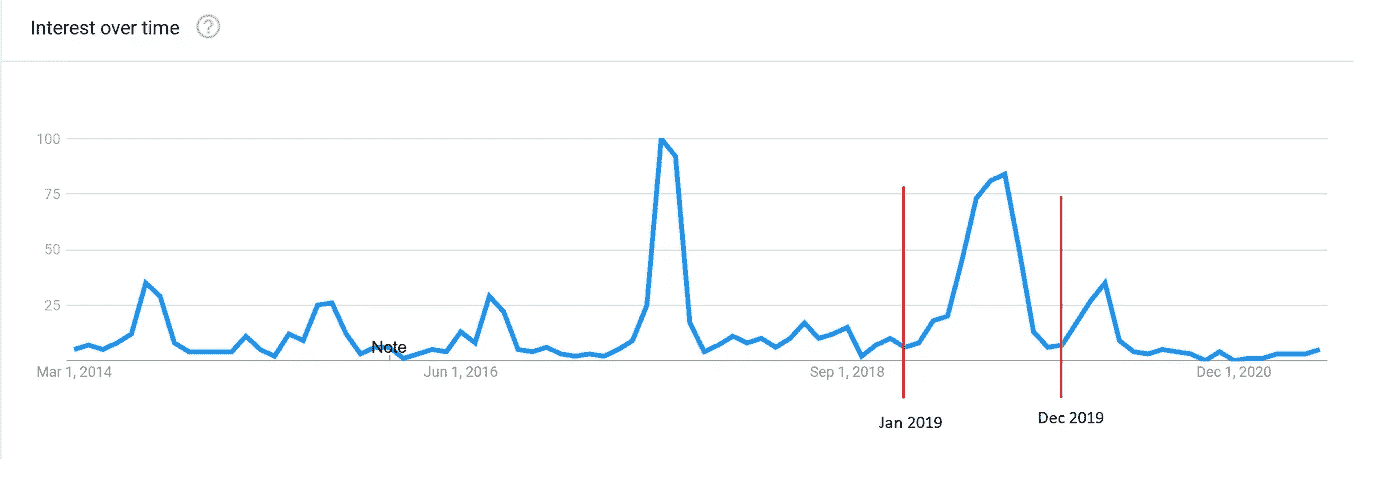 Interest over time ?
100
75
50
25
Note
Mar 1, 2014 Jun 1, 2016 Sep 1, 2018 Dec 1, 2020
Jan 2019 Dec 2019